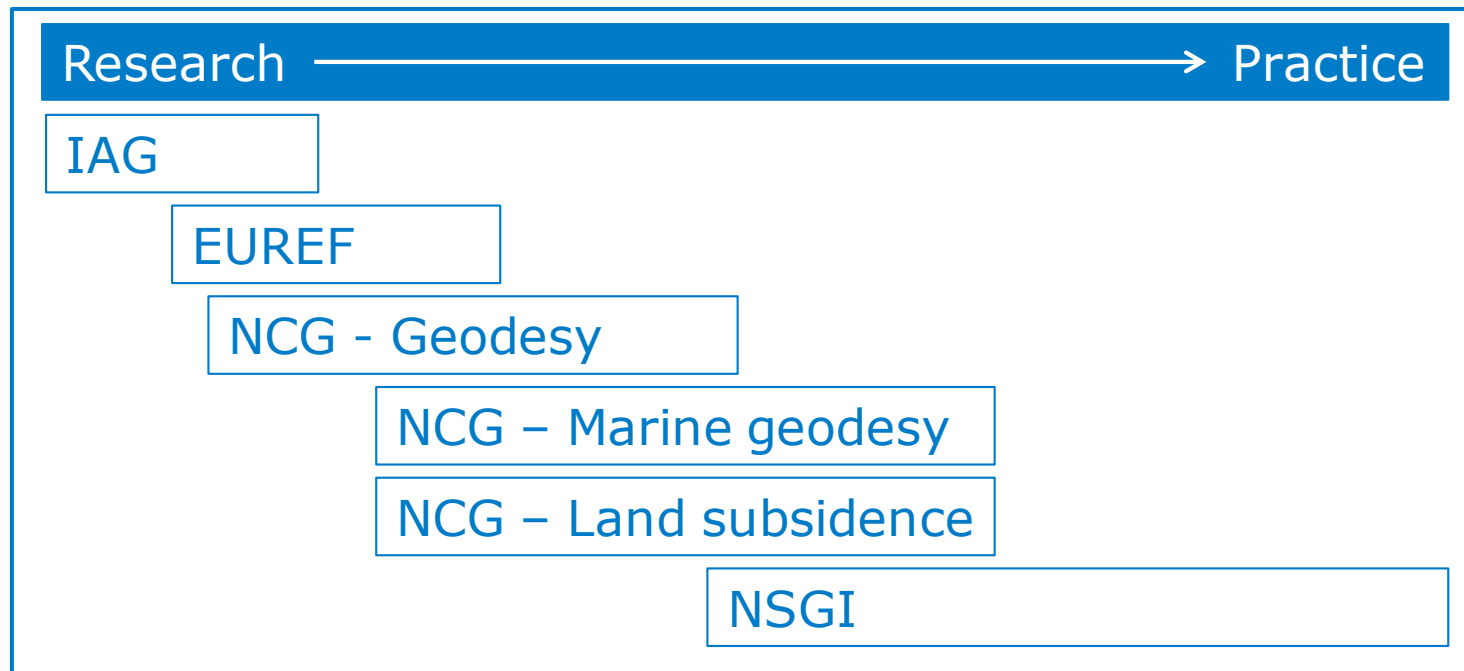 Research Practice
IAG
EUREF
NCG - Geodesy
NCG – Marine geodesy
NCG – Land subsidence
NSGI